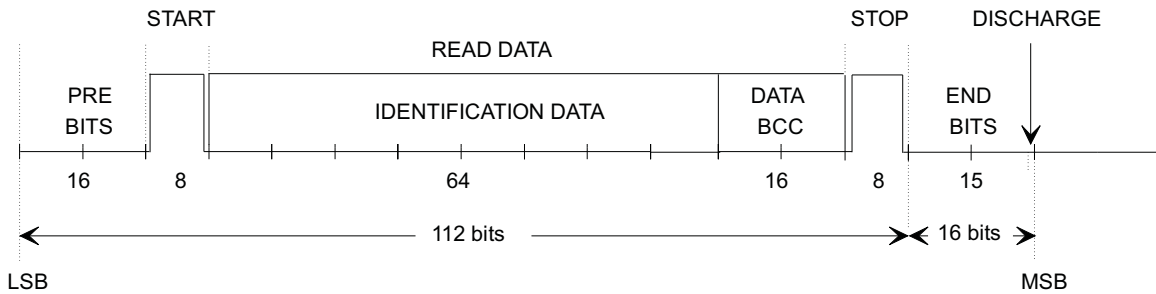 START STOP DISCHARGE
READ DATA
PRE BITS IDENTIFICATION DATA DATA BCC END BITS
16 8 64 16 8 15
112 bits 16 bits
LSB MSB